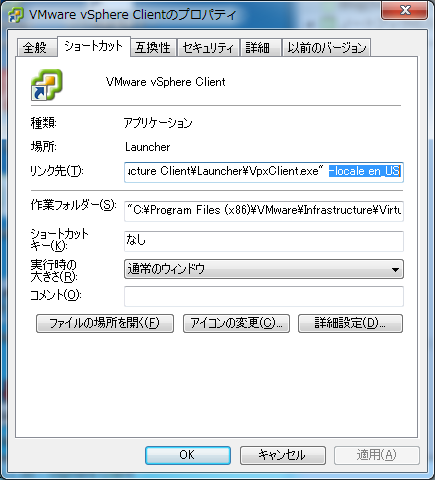 VMware vSphere Clientのプロパティ
全般 ショートカット 互換性 セキュリティ 詳細 以前のバージョン
VMware vSphere Client
種類: アプリケーション
場所: Launcher
リンク先(T): ucture Client¥Launcher¥VpxClient.exe" -locale en_US
作業フォルダー(S): "C:¥Program Files (x86)¥VMware¥Infrastructure¥Virtu
ショートカット
キー(K): なし
実行時の
大きさ(R): 通常のウィンドウ
コメント(O):
ファイルの場所を開く(F) アイコンの変更(C)... 詳細設定(D)...
OK キャンセル 適用(A)